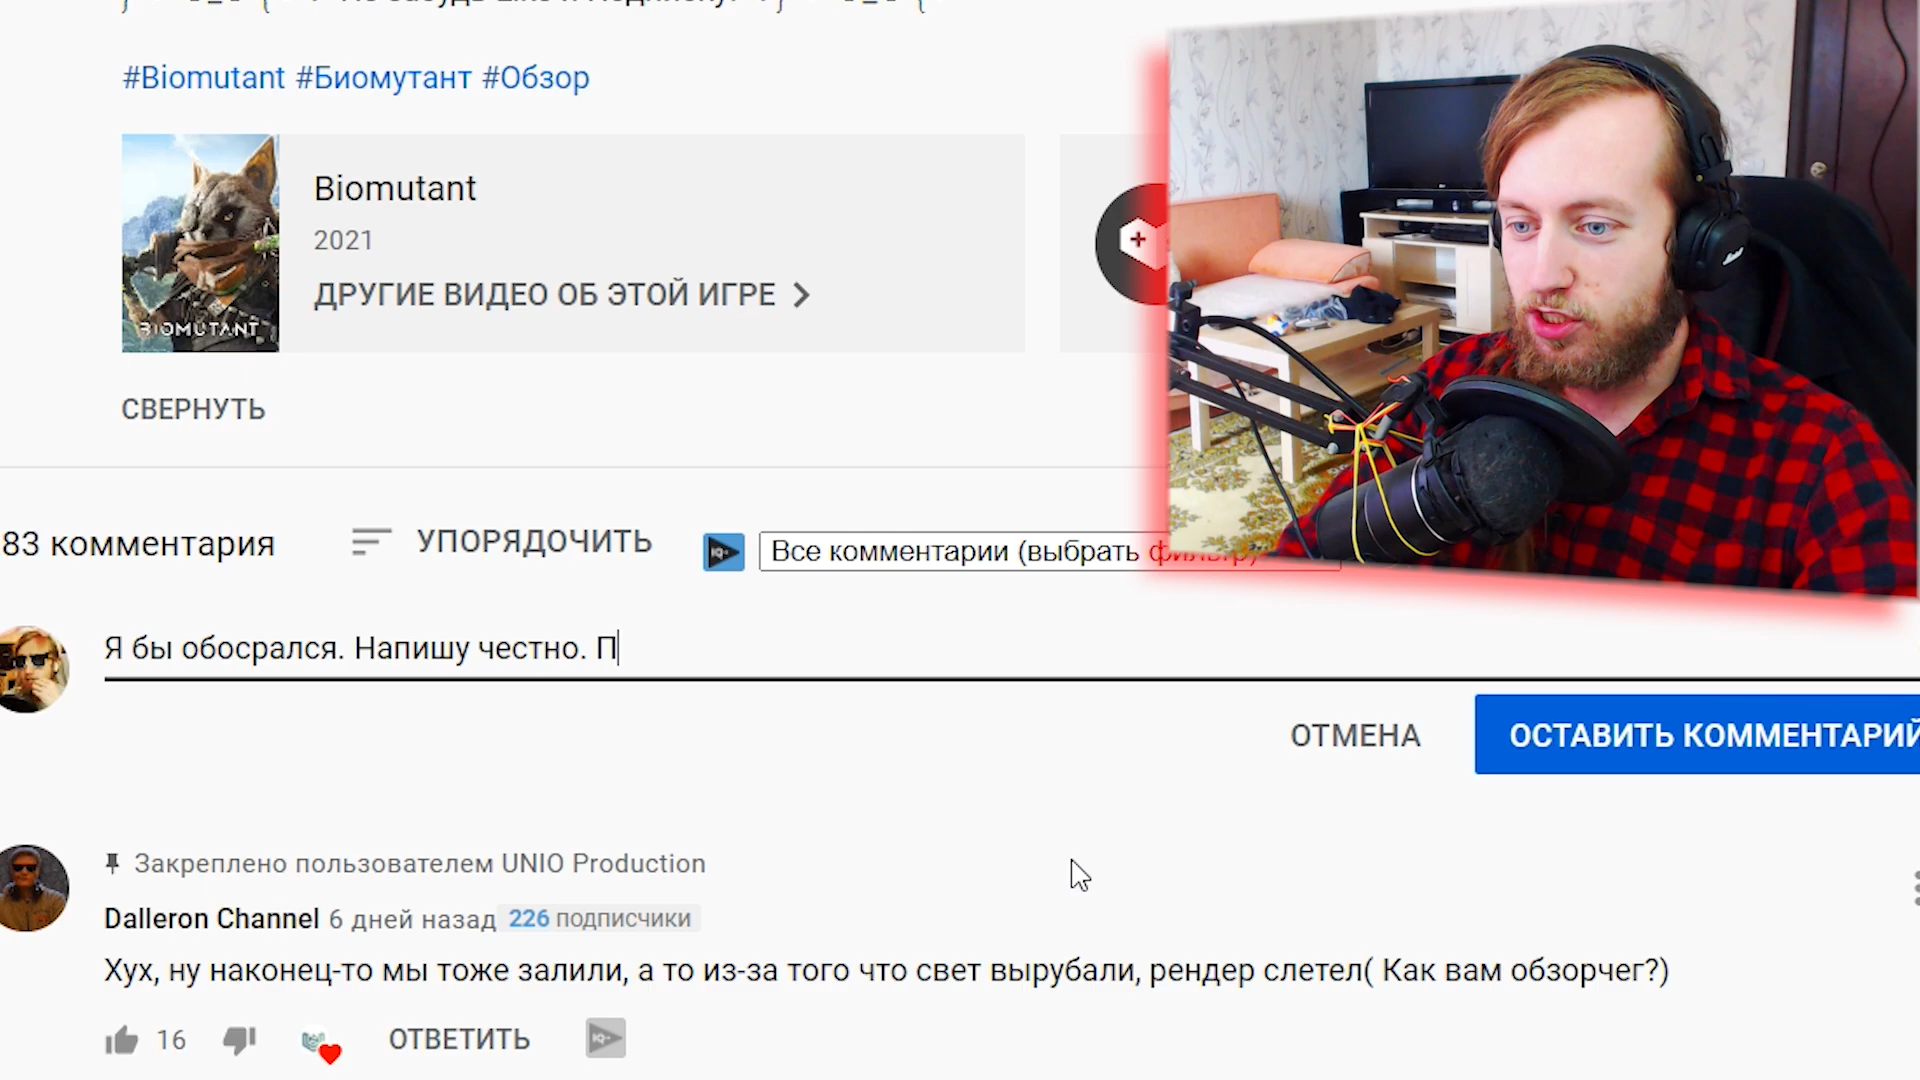 #Biomutant #Биомутант #Обзор
BIOMUTANT
Biomutant
2021
ДРУГИЕ ВИДЕО ОБ ЭТОЙ ИГРЕ
СВЕРНУТЬ
83 комментария
УПОРЯДОЧИТЬ
Все комментарии (выбрать фильтр)
Я бы обосрался. Напишу честно. П
ОТМЕНА
ОСТАВИТЬ КОММЕНТАРИЙ
Закреплено пользователем UNIO Production
Dalleron Channel 6 дней назад 226 подписчики
Хух, ну наконец-то мы тоже залили, а то из-за того что свет вырубали, рендер слетел( Как вам обзорчег?)
16
ОТВЕТИТЬ